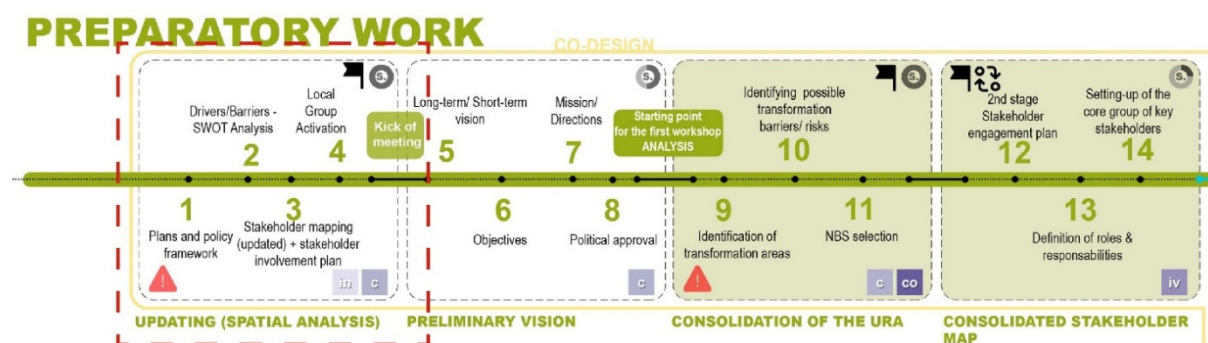 PREPARATORY WORK
CO-DESIGN
Drivers/Barriers -
SWOT Analysis
2
Local
Group
Activation
4
S.
Kick of
meeting
1
Plans and policy
framework
!
3
Stakeholder mapping
(updated) + stakeholder
involvement plan
in
c
UPDATING (SPATIAL ANALYSIS)
Long-term/ Short-term
vision
5
Mission/
Directions
7
S.
Starting point
for the first workshop
ANALYSIS
6
Objectives
8
Political approval
c
PRELIMINARY VISION
Identifying possible
transformation
barriers/ risks
10
S.
9
Identification of
transformation areas
!
11
NBS selection
c
co
CONSOLIDATION OF THE URA
2nd stage
Stakeholder
engagement plan
12
S.
Setting-up of the
core group of key
stakeholders
14
13
Definition of roles &
responsabilities
iv
CONSOLIDATED STAKEHOLDER
MAP